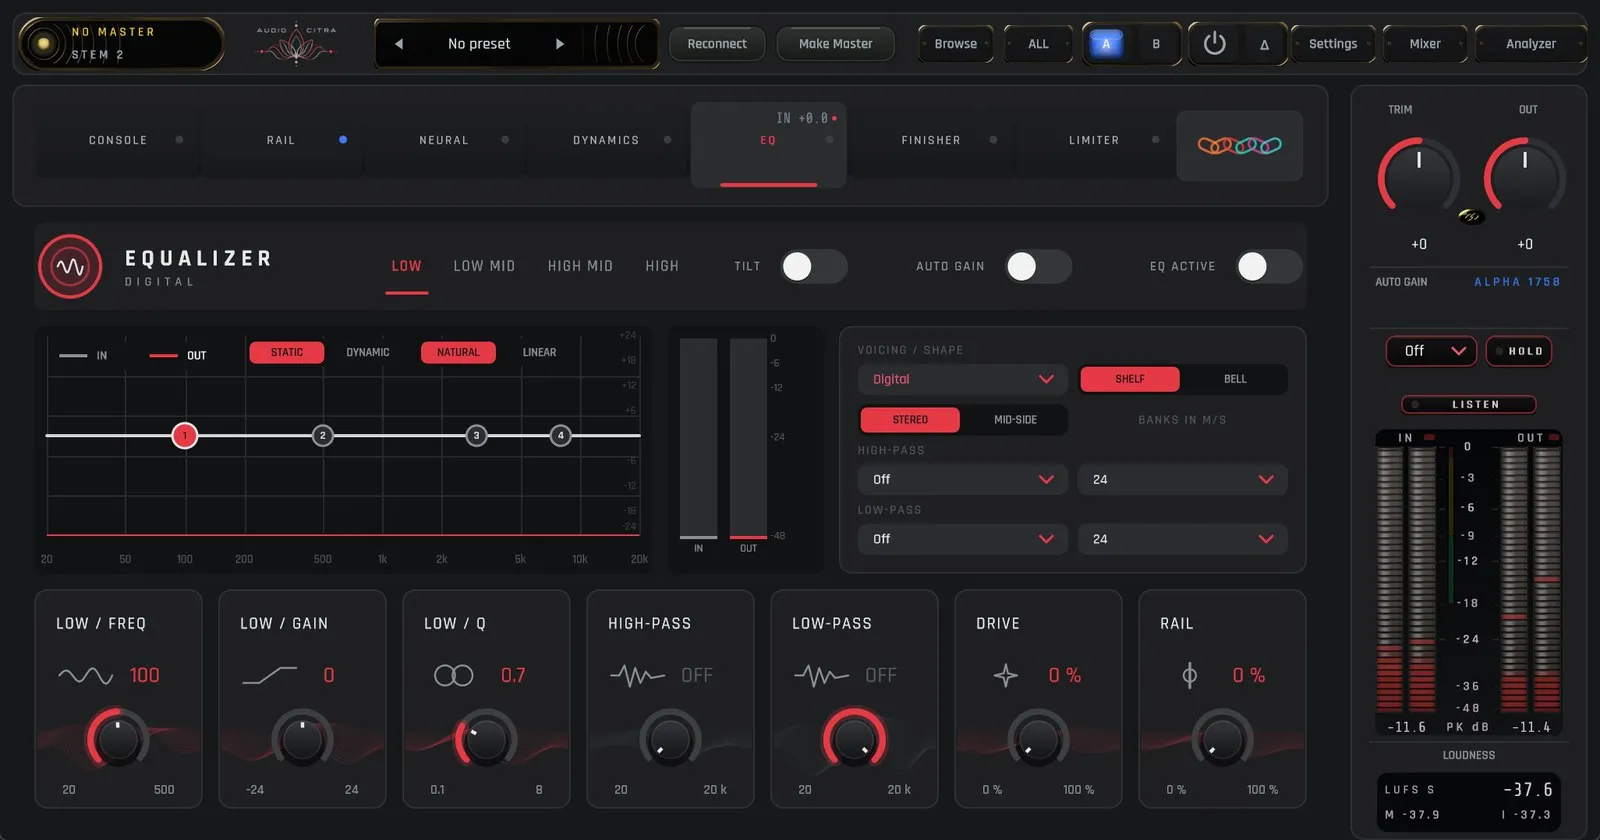 NO MASTER
STEM 2
AUDIO CITRA
No preset
Reconnect
Make Master
Browse
ALL
A
B
Δ
Settings
Mixer
Analyzer
CONSOLE
RAIL
NEURAL
DYNAMICS
IN +0.0
EQ
FINISHER
LIMITER
TRIM
OUT
+0
+0
AUTO GAIN
ALPHA 1758
Off
HOLD
LISTEN
EQUALIZER
DIGITAL
LOW
LOW MID
HIGH MID
HIGH
TILT
AUTO GAIN
EQ ACTIVE
IN
OUT
STATIC
DYNAMIC
NATURAL
LINEAR
+24
+18
+12
+6
-6
-12
-18
-24
1
2
3
4
20
50
100
200
500
1k
2k
5k
10k
20k
0
-6
-12
-24
-48
IN
OUT
VOICING / SHAPE
Digital
SHELF
BELL
STEREO
MID-SIDE
BANKS IN M/S
HIGH-PASS
Off
24
LOW-PASS
Off
24
LOW / FREQ
100
20
500
LOW / GAIN
0
-24
24
LOW / Q
0.7
0.1
8
HIGH-PASS
OFF
20
20 k
LOW-PASS
OFF
20
20 k
DRIVE
0 %
0 %
100 %
RAIL
0 %
0 %
100 %
IN
OUT
0
-3
-6
-9
-12
-18
-24
-36
-48
-11.6
PK dB
-11.4
LOUDNESS
LUFS S
-37.6
M -37.9
I -37.3